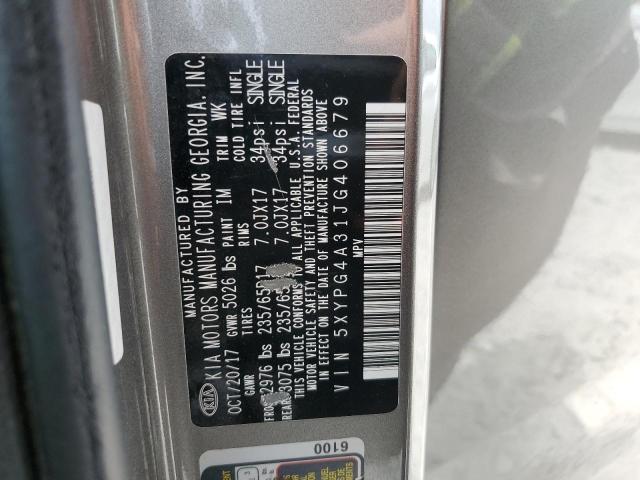 MANUFACTURED BY
KIA KIA MOTORS MANUFACTURING GEORGIA, INC.
OCT/20/17 GVWR 5026 lbs PAINT IM TRIM WK
GAWR TIRES RIMS COLD TIRE INFL
2976 lbs 7.0JX17 34psi SINGLE
REAR 3075 lbs 7.0JX17 34psi SINGLE
THIS VEHICLE CONFORMS TO ALL APPLICABLE U.S.A. FEDERAL
MOTOR VEHICLE SAFETY AND THEFT PREVENTION STANDARDS
IN EFFECT ON THE DATE OF MANUFACTURE SHOWN ABOVE
VIN 5XYPG4A31JG406679
MPV
6100